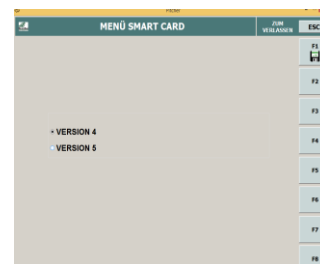 MENÜ SMART CARD
ZUM
VERLASSEN
ESC
F1
F2
F3
F4
VERSION 4
VERSION 5
F5
F6
F7
F8